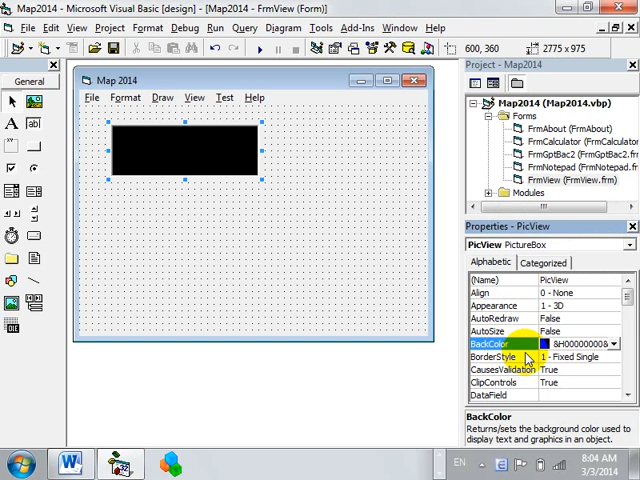 Map2014 - Microsoft Visual Basic [design] - [Map2014 - FrmView (Form)]
File Edit View Project Format Debug Run Query Diagram Tools Add-Ins Window Help
600, 360 2775 x 975
General
A ab|
Map 2014
File Format Draw View Test Help
Project - Map2014
Map2014 (Map2014.vbp)
Forms
FrmAbout (FrmAbout)
FrmCalculator (FrmCalculator
FrmGptBac2 (FrmGptBac2.frm)
FrmNotepad (FrmNotepad.frm)
FrmView (FrmView.frm)
Modules
Properties - PicView
PicView PictureBox
Alphabetic Categorized
(Name) PicView
Align 0 - None
Appearance 1 - 3D
AutoRedraw False
AutoSize False
BackColor &H00000000&
BorderStyle 1 - Fixed Single
CausesValidation True
ClipControls True
DataField
BackColor
Returns/sets the background color used to
display text and graphics in an object.
EN
8:04 AM
3/3/2014